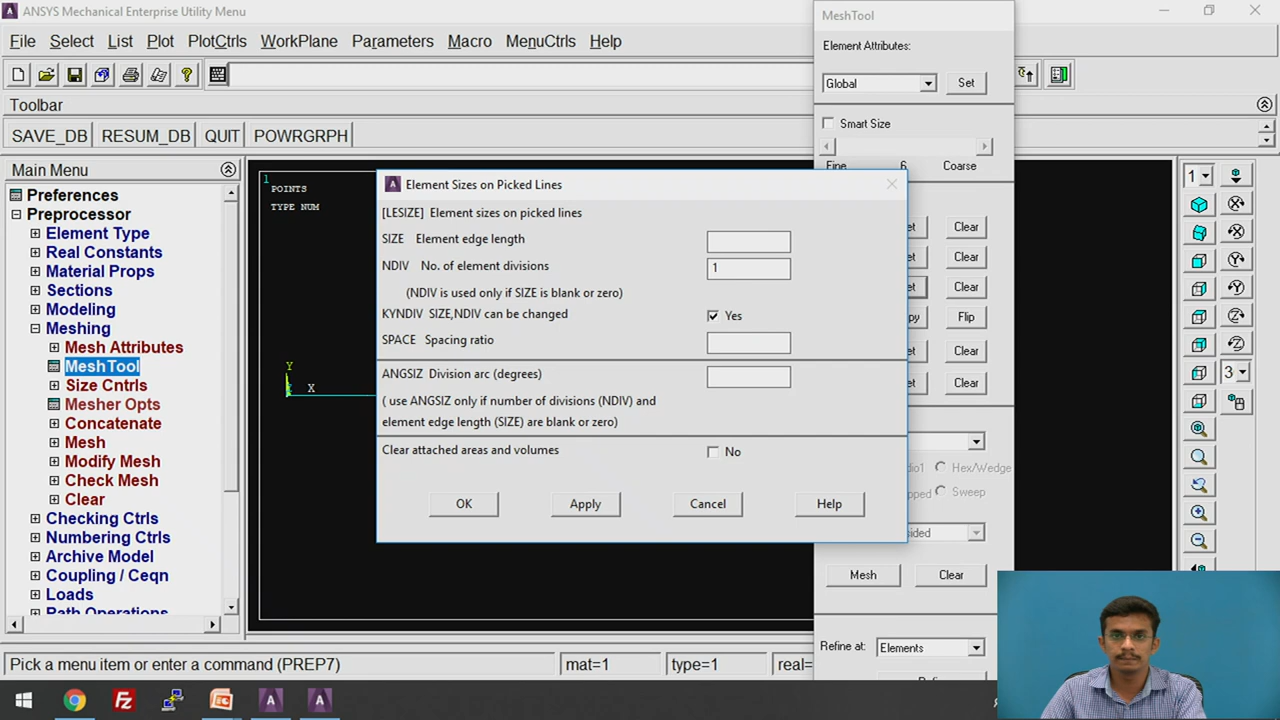 ANSYS Mechanical Enterprise Utility Menu
File Select List Plot PlotCtrls WorkPlane Parameters Macro MenuCtrls Help
Toolbar
SAVE_DB RESUM_DB QUIT POWRGRPH
Main Menu
Preferences
Preprocessor
Element Type
Real Constants
Material Props
Sections
Modeling
Meshing
Mesh Attributes
MeshTool
Size Cntrls
Mesher Opts
Concatenate
Mesh
Modify Mesh
Check Mesh
Clear
Checking Ctrls
Numbering Ctrls
Archive Model
Coupling / Ceqn
Loads
Path Operations
1
POINTS
TYPE NUM
Y
X
Element Sizes on Picked Lines
[LESIZE] Element sizes on picked lines
SIZE Element edge length
NDIV No. of element divisions 1
(NDIV is used only if SIZE is blank or zero)
KYNDIV SIZE,NDIV can be changed Yes
SPACE Spacing ratio
ANGSIZ Division arc (degrees)
( use ANGSIZ only if number of divisions (NDIV) and
element edge length (SIZE) are blank or zero)
Clear attached areas and volumes No
OK Apply Cancel Help
MeshTool
Element Attributes:
Global Set
Smart Size
Fine 6 Coarse
Clear
Clear
Clear
Flip
Clear
Clear
Hex/Wedge
Sweep
Mesh Clear
Refine at: Elements
1
3
Pick a menu item or enter a command (PREP7) mat=1 type=1 real=